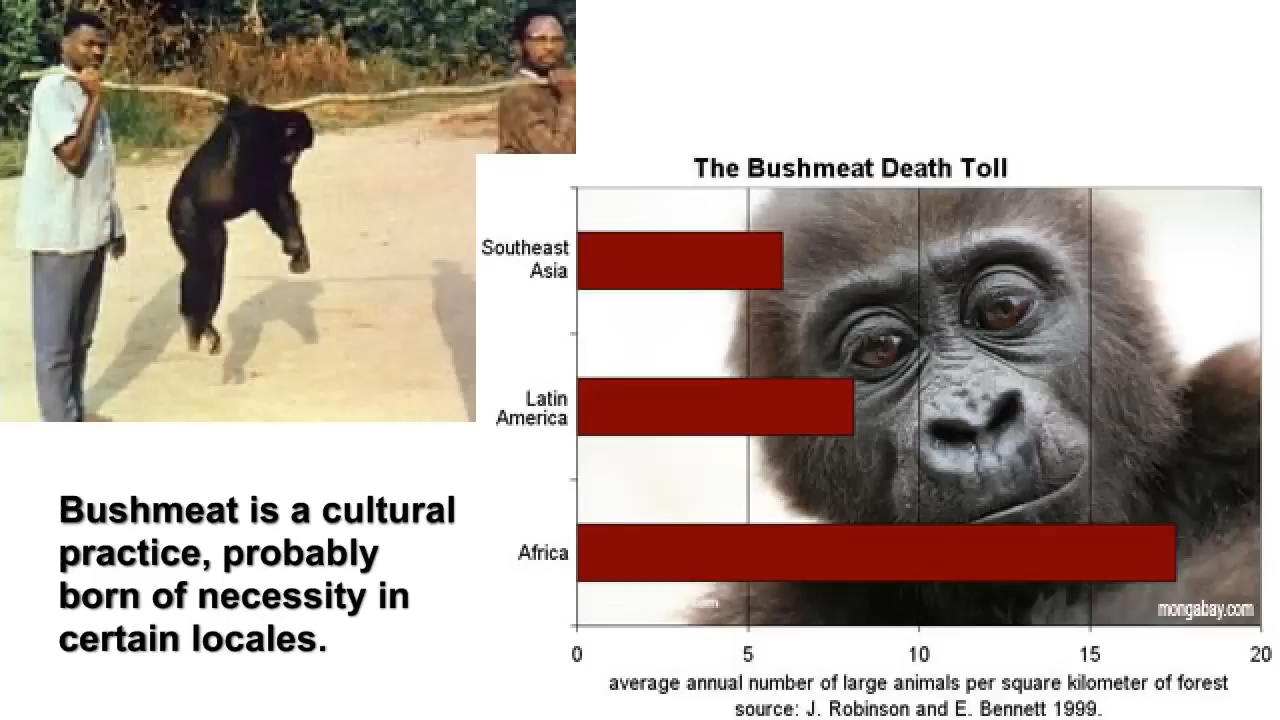 The Bushmeat Death Toll
Southeast
Asia
Latin
America
Africa
mongabay.com
0 5 10 15 20
average annual number of large animals per square kilometer of forest
source: J. Robinson and E. Bennett 1999.
Bushmeat is a cultural
practice, probably
born of necessity in
certain locales.